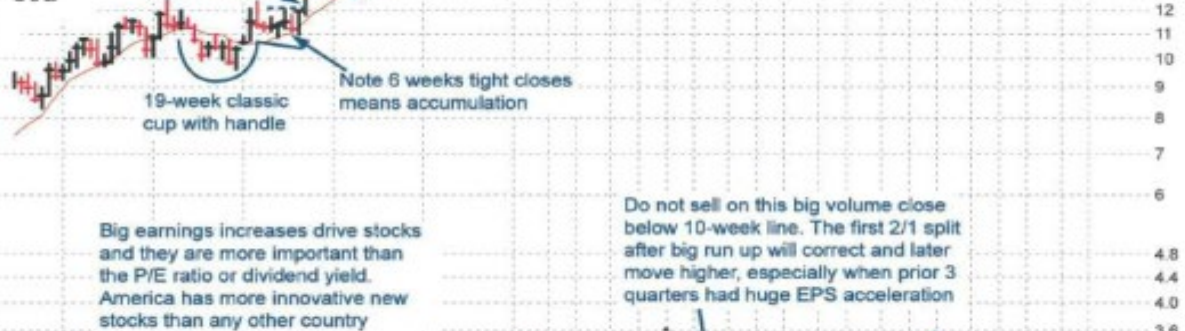 12
11
10
9
8
7
6
4.8
4.4
4.0
3.6
Note 6 weeks tight closes
means accumulation
19-week classic
cup with handle
Big earnings increases drive stocks
and they are more important than
the P/E ratio or dividend yield.
America has more innovative new
stocks than any other country
Do not sell on this big volume close
below 10-week line. The first 2/1 split
after big run up will correct and later
move higher, especially when prior 3
quarters had huge EPS acceleration